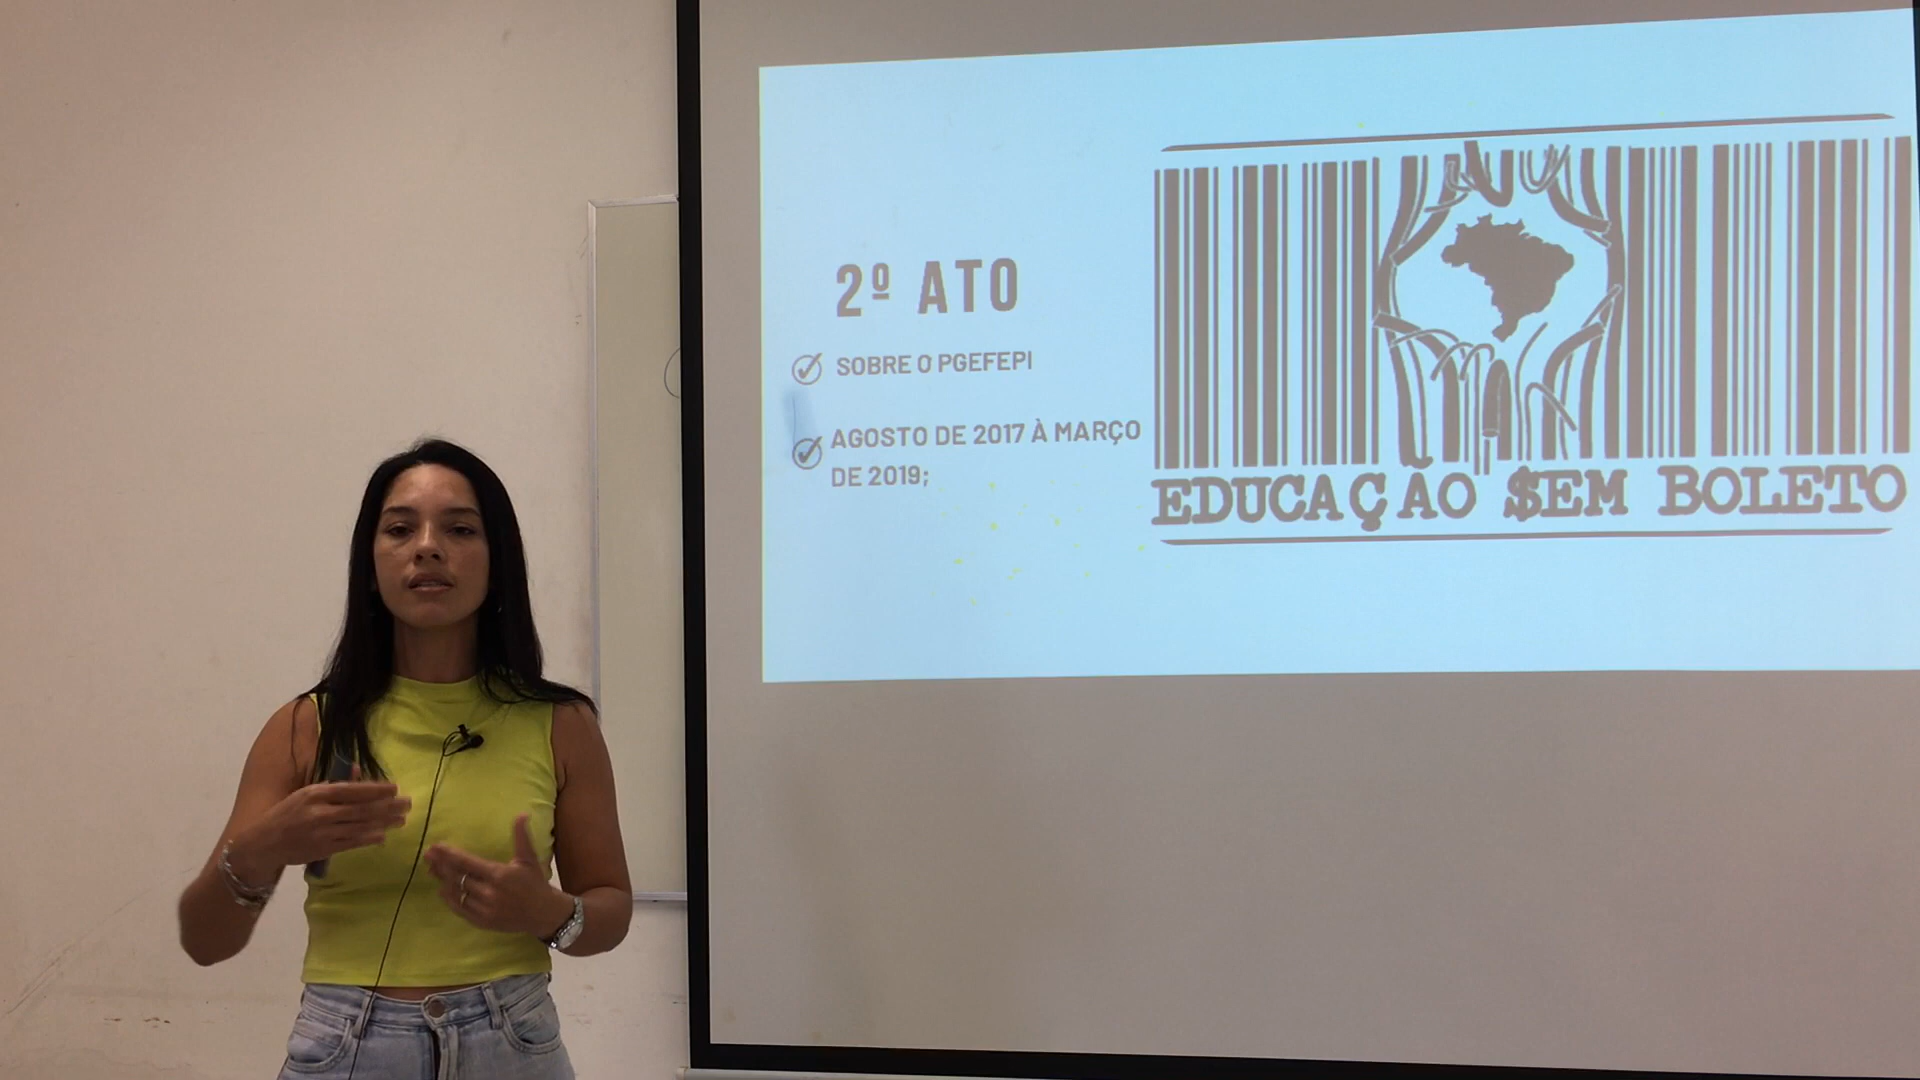 2º ATO
SOBRE O PGEFEPI
AGOSTO DE 2017 À MARÇO
DE 2019;
EDUCAÇÃO $EM BOLETO